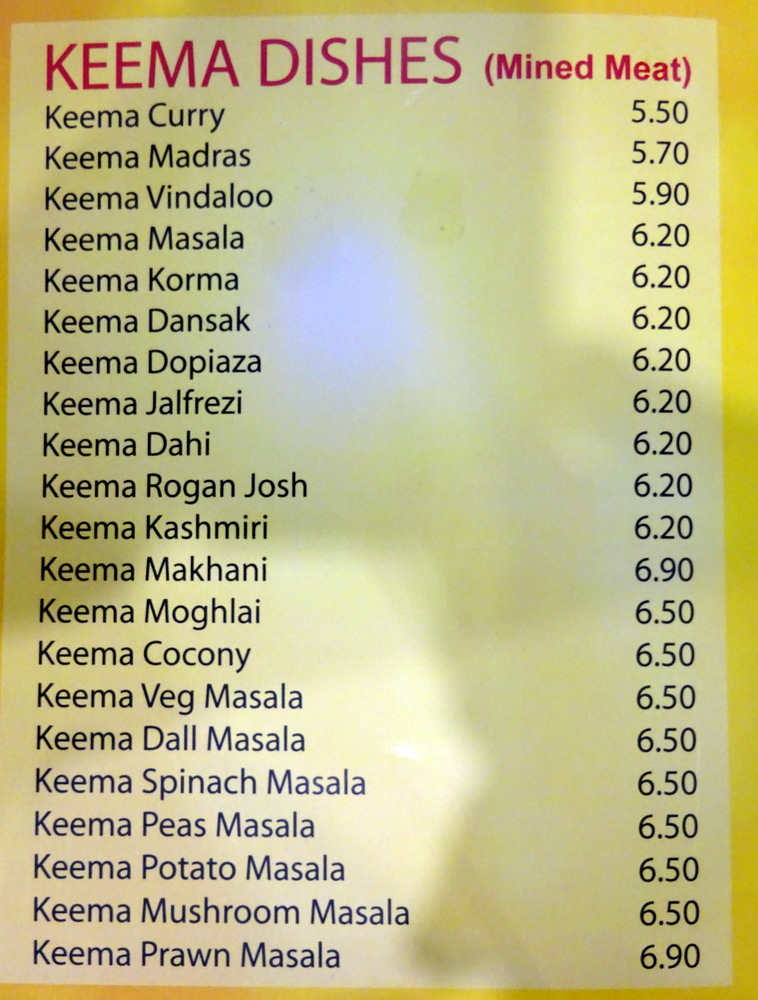 KEEMA DISHES (Mined Meat)
Keema Curry 5.50
Keema Madras 5.70
Keema Vindaloo 5.90
Keema Masala 6.20
Keema Korma 6.20
Keema Dansak 6.20
Keema Dopiaza 6.20
Keema Jalfrezi 6.20
Keema Dahi 6.20
Keema Rogan Josh 6.20
Keema Kashmiri 6.20
Keema Makhani 6.90
Keema Moghlai 6.50
Keema Cocony 6.50
Keema Veg Masala 6.50
Keema Dall Masala 6.50
Keema Spinach Masala 6.50
Keema Peas Masala 6.50
Keema Potato Masala 6.50
Keema Mushroom Masala 6.50
Keema Prawn Masala 6.90